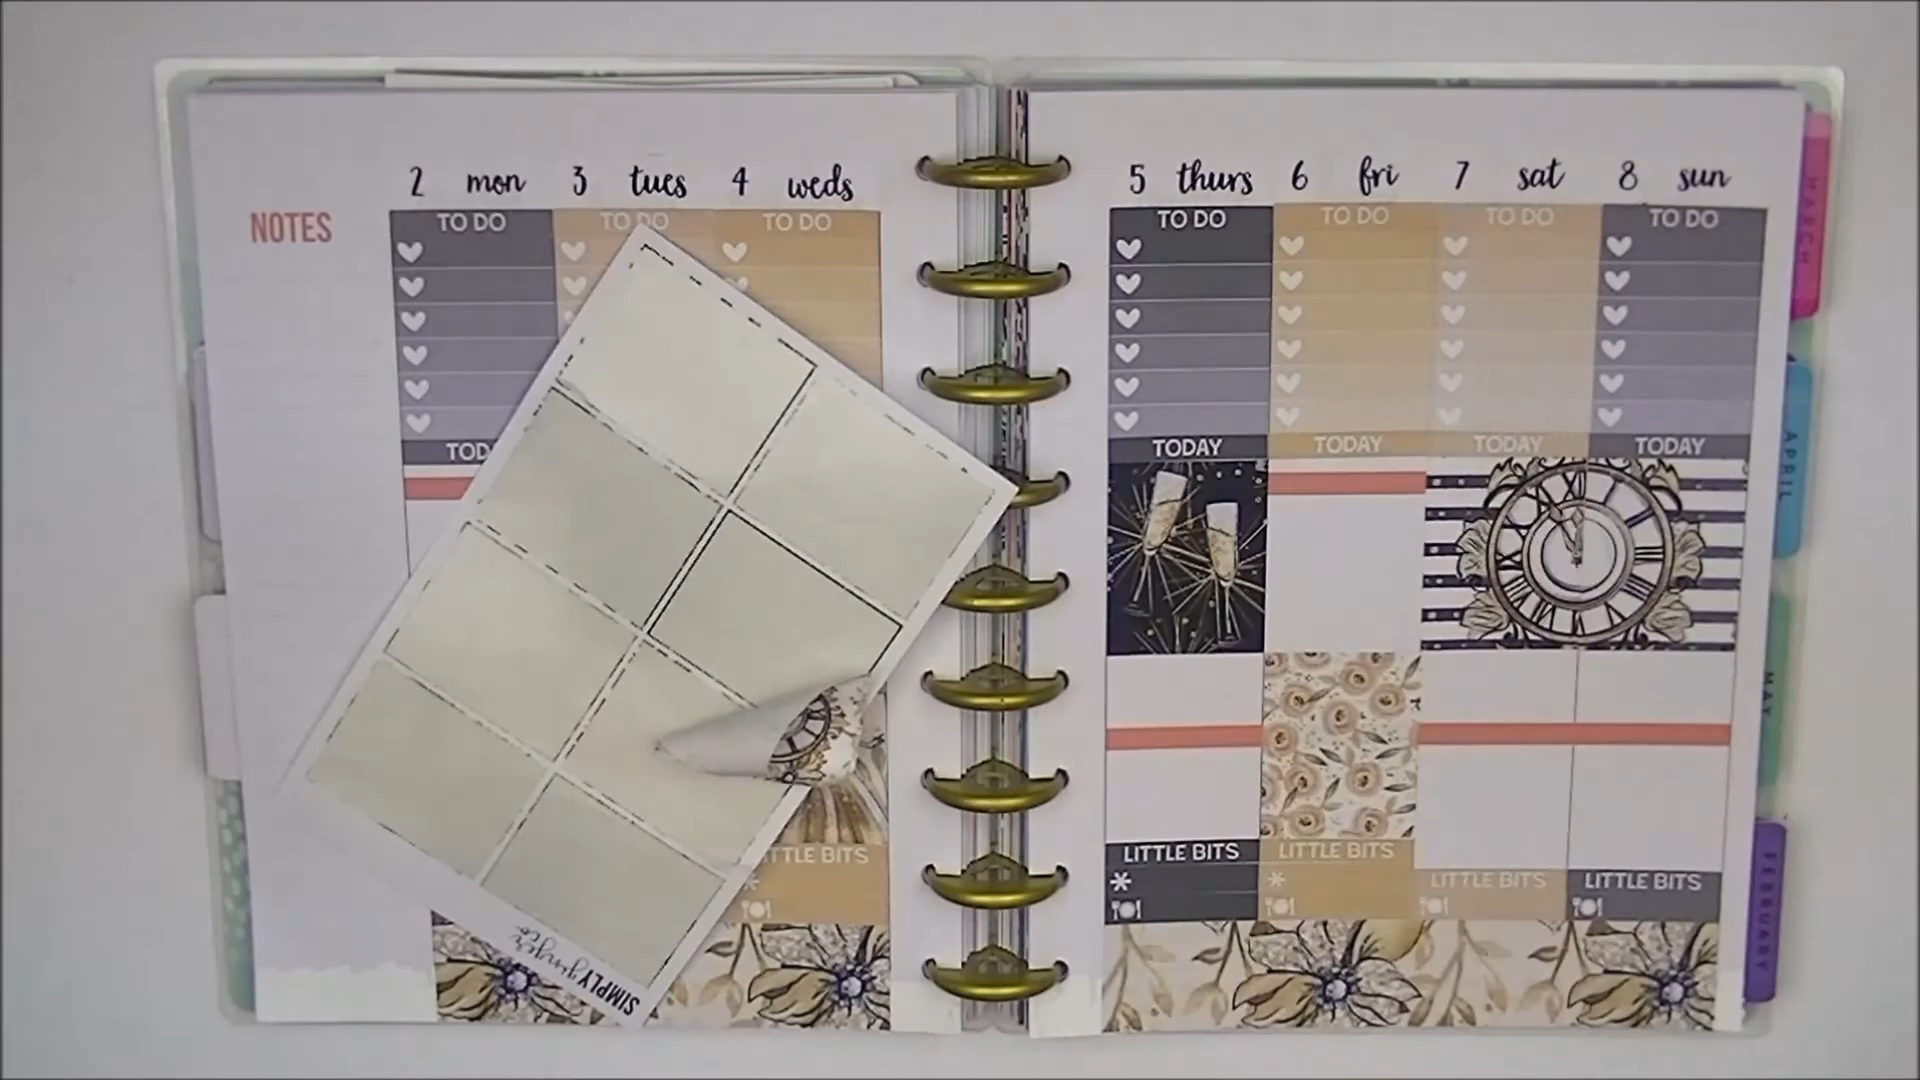 2 mon 3 tues 4 weds
NOTES
TO DO TO DO TO DO
TODAY
LITTLE BITS
SIMPLY gingerco
5 thurs 6 fri 7 sat 8 sun
TO DO TO DO TO DO TO DO
TODAY TODAY TODAY TODAY
LITTLE BITS LITTLE BITS LITTLE BITS LITTLE BITS
MARCH
APRIL
MAY
FEBRUARY